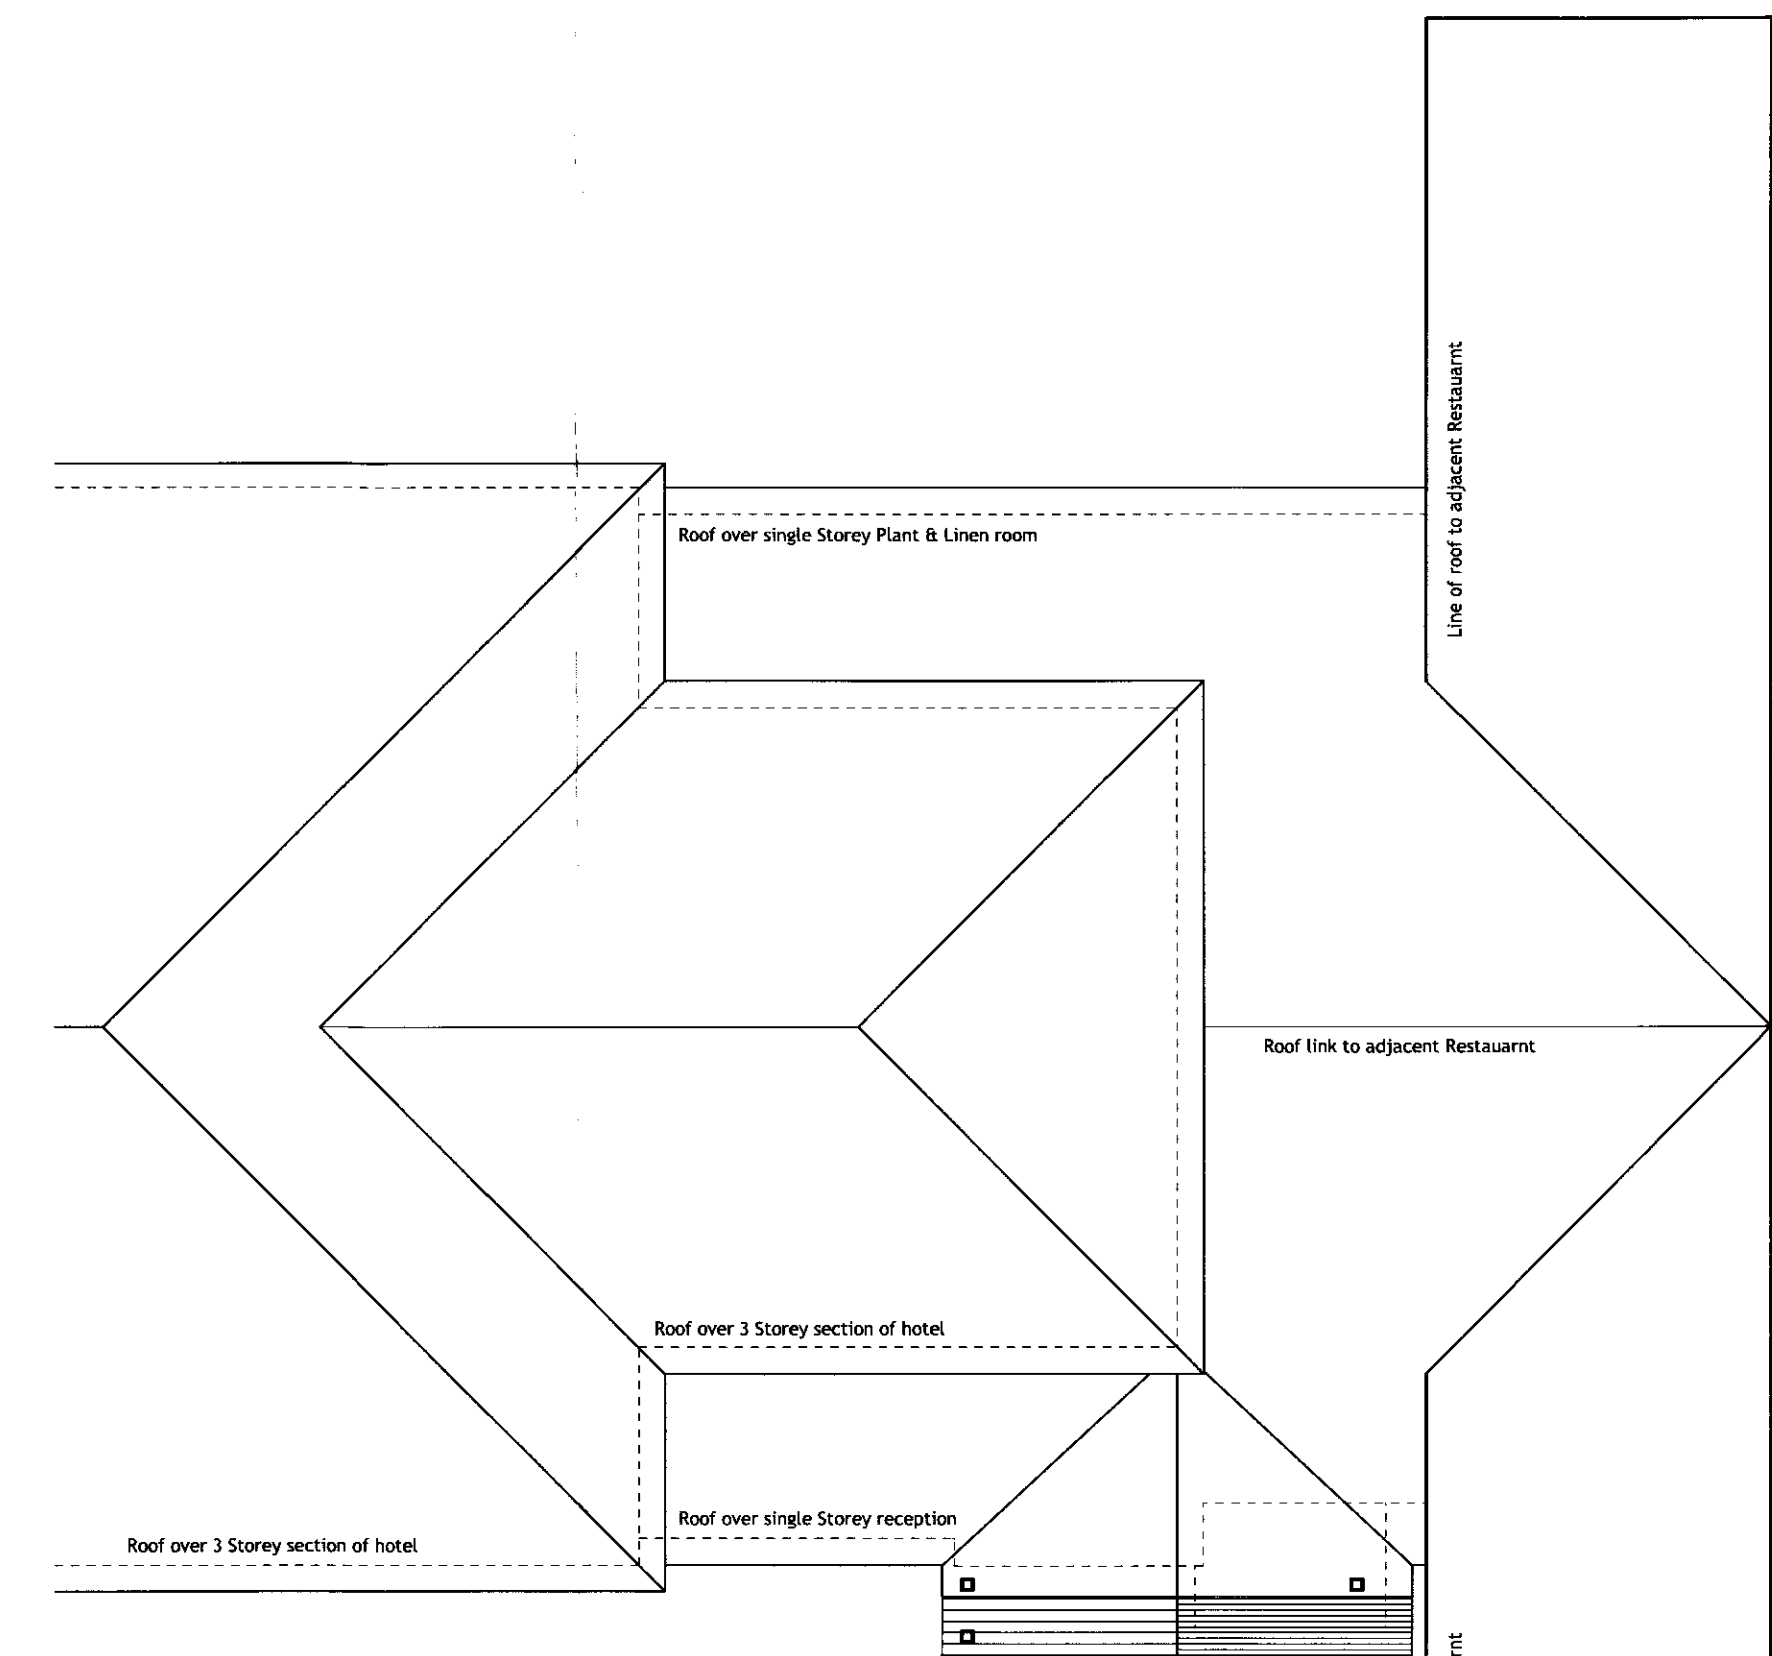 Line of roof to adjacent Restauarnt
Roof over single Storey Plant & Linen room
Roof link to adjacent Restauarnt
Roof over 3 Storey section of hotel
Roof over single Storey reception
Roof over 3 Storey section of hotel
rnt